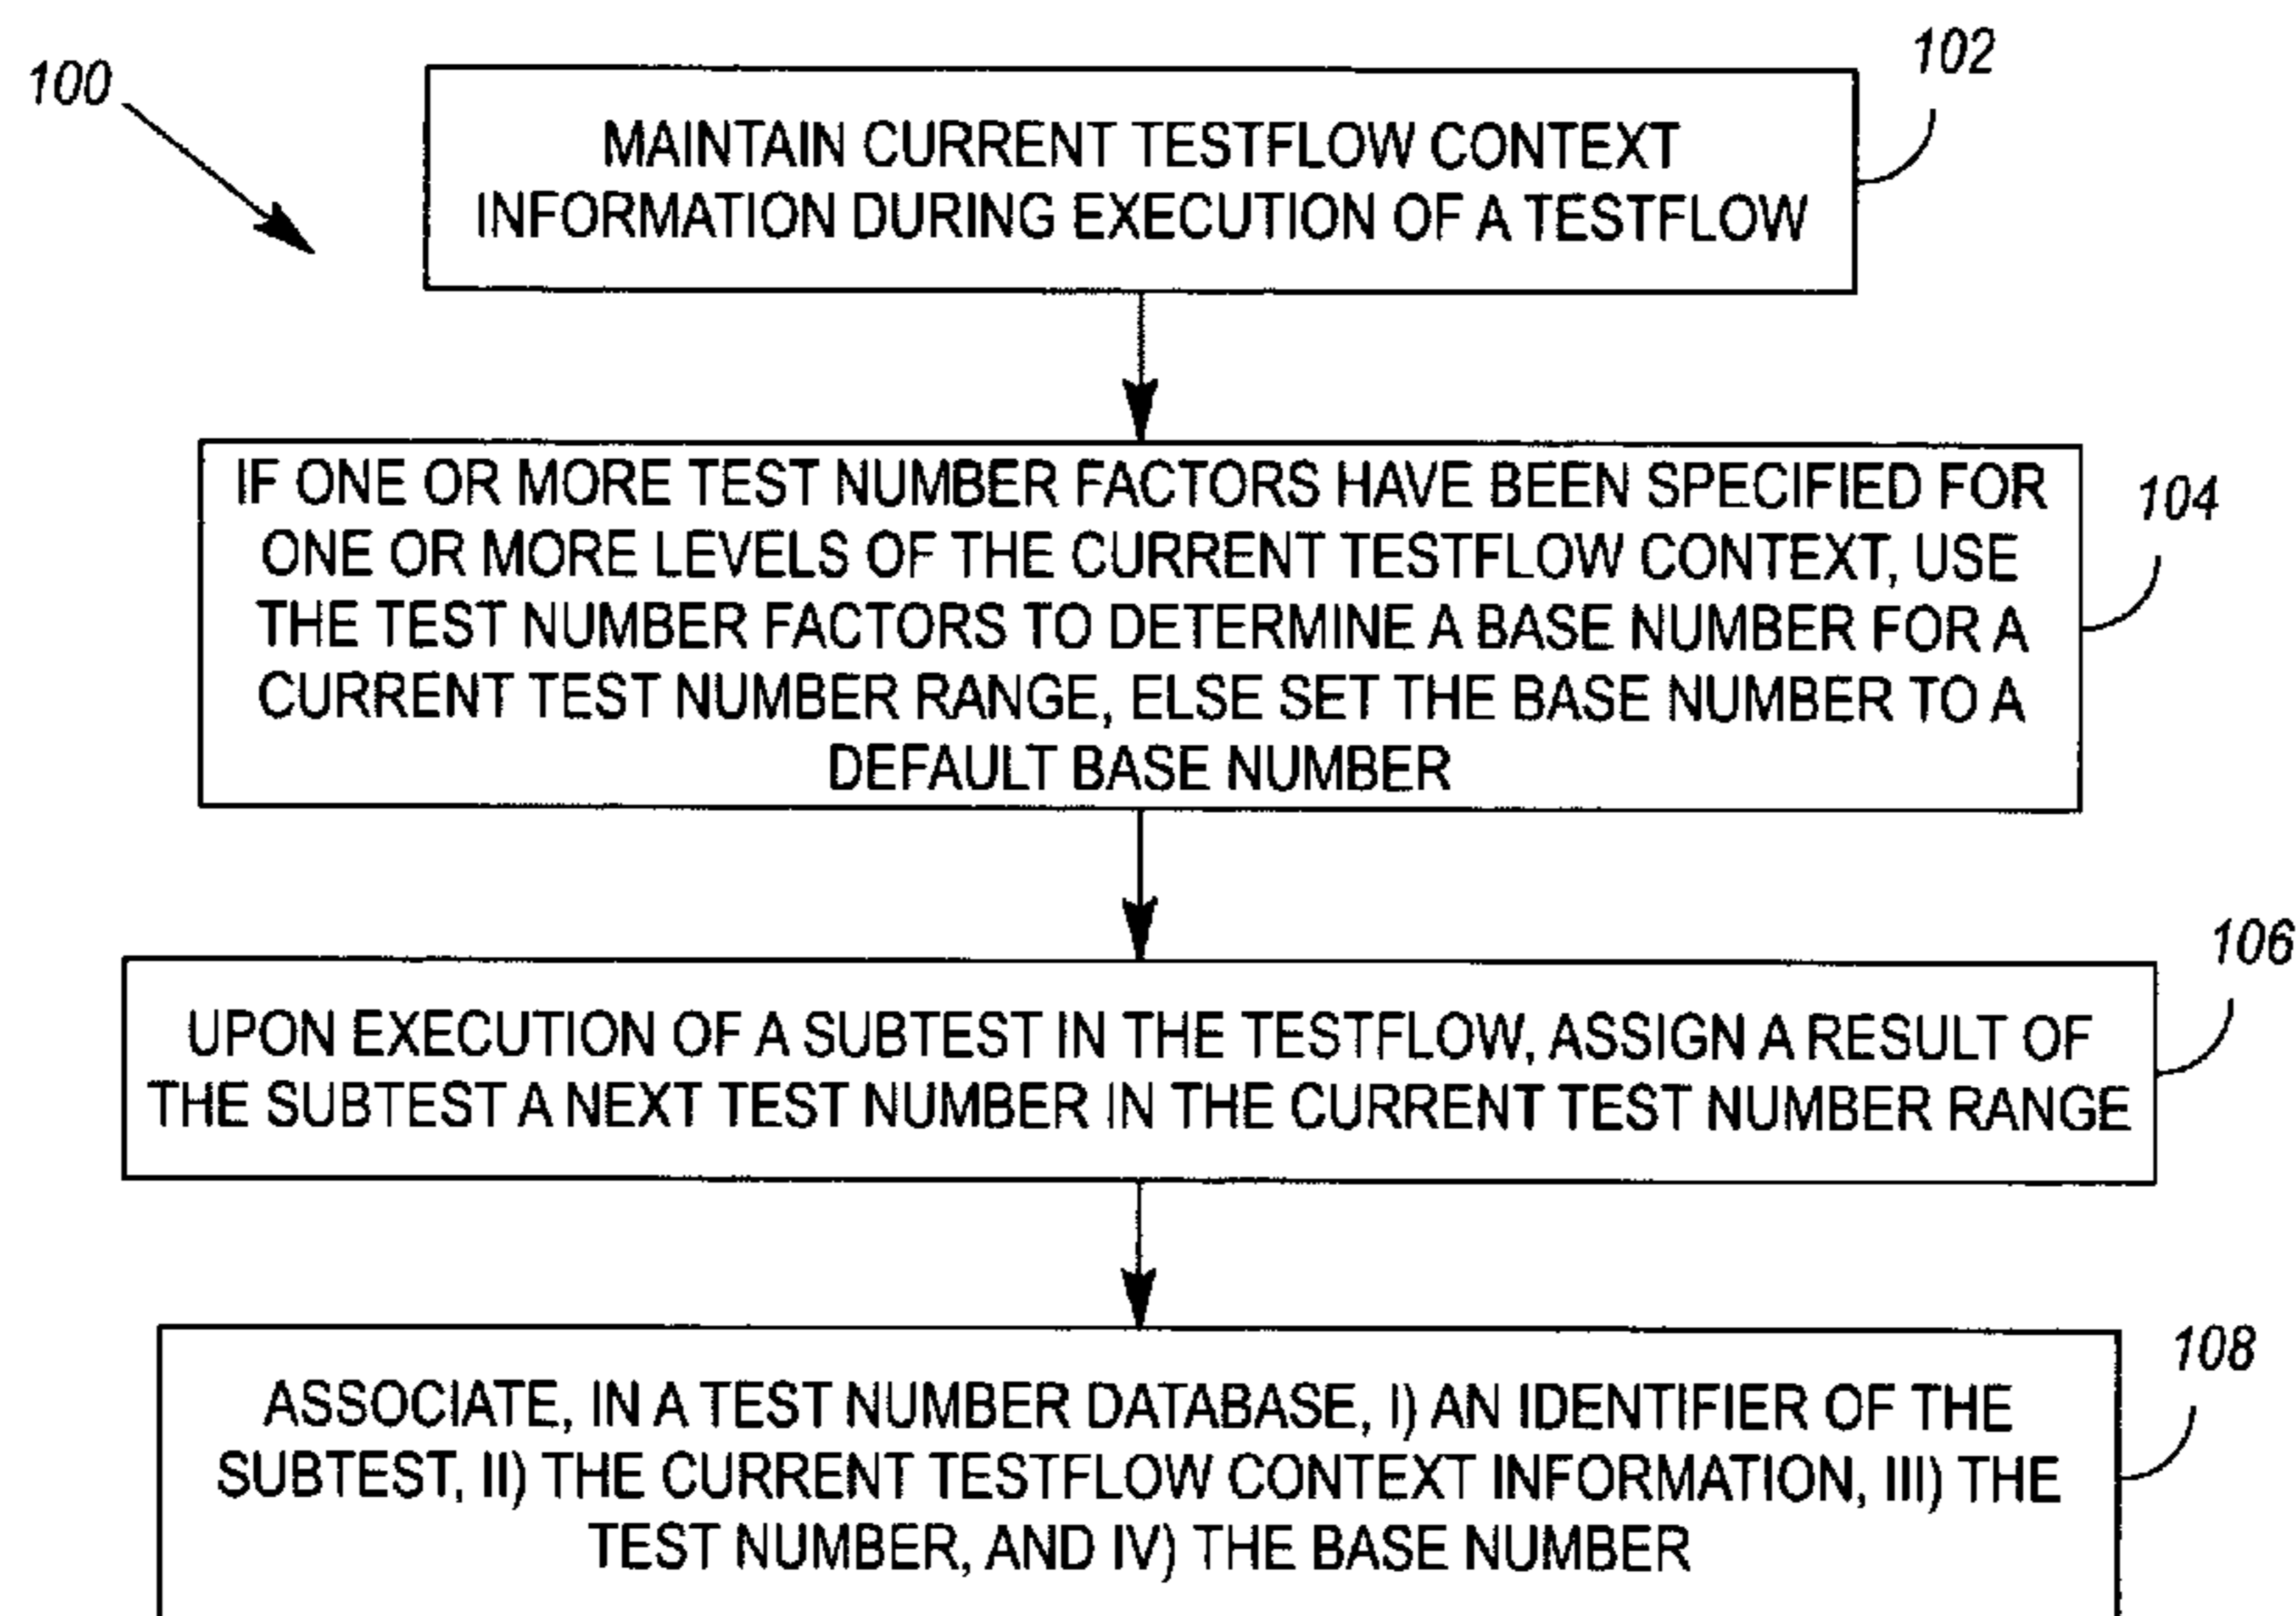 100
102
MAINTAIN CURRENT TESTFLOW CONTEXT
INFORMATION DURING EXECUTION OF A TESTFLOW
104
IF ONE OR MORE TEST NUMBER FACTORS HAVE BEEN SPECIFIED FOR
ONE OR MORE LEVELS OF THE CURRENT TESTFLOW CONTEXT, USE
THE TEST NUMBER FACTORS TO DETERMINE A BASE NUMBER FOR A
CURRENT TEST NUMBER RANGE, ELSE SET THE BASE NUMBER TO A
DEFAULT BASE NUMBER
106
UPON EXECUTION OF A SUBTEST IN THE TESTFLOW, ASSIGN A RESULT OF
THE SUBTEST A NEXT TEST NUMBER IN THE CURRENT TEST NUMBER RANGE
108
ASSOCIATE, IN A TEST NUMBER DATABASE, I) AN IDENTIFIER OF THE
SUBTEST, II) THE CURRENT TESTFLOW CONTEXT INFORMATION, III) THE
TEST NUMBER, AND IV) THE BASE NUMBER